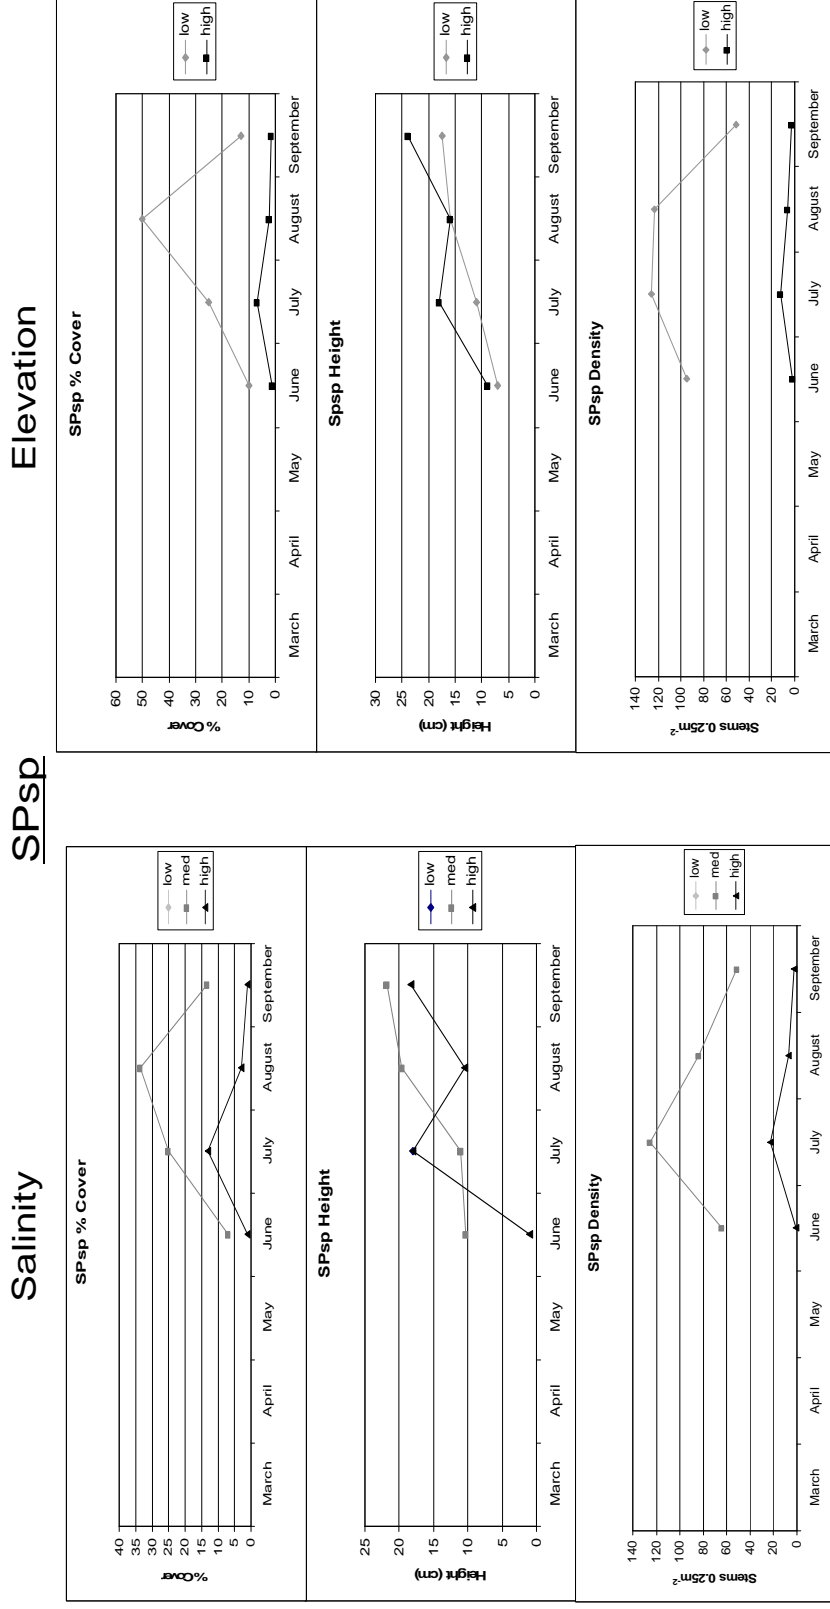 SPsp
Salinity
Elevation
SPsp % Cover
40
35
30
25
20
15
10
5
0
% Cover
March April May June July August September
low
med
high
SPsp Height
25
20
15
10
5
0
Height (cm)
March April May June July August September
low
med
high
SPsp Density
140
120
100
80
60
40
20
0
Stems 0.25m⁻²
March April May June July August September
low
med
high
SPsp % Cover
60
50
40
30
20
10
0
% Cover
March April May June July August September
low
high
Spsp Height
30
25
20
15
10
5
0
Height (cm)
March April May June July August September
low
high
SPsp Density
140
120
100
80
60
40
20
0
Stems 0.25m⁻²
March April May June July August September
low
high